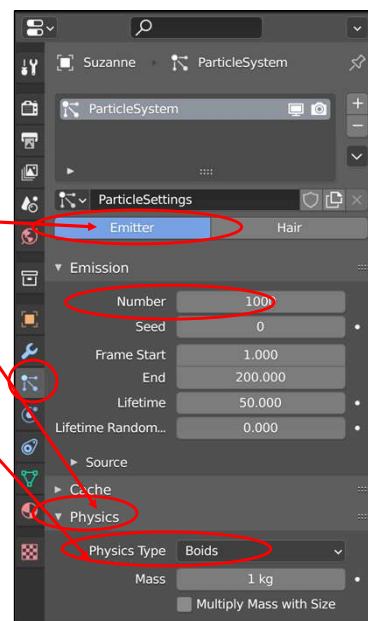 Suzanne ParticleSystem
ParticleSystem
ParticleSettings
Emitter Hair
Emission
Number 1000
Seed 0
Frame Start 1.000
End 200.000
Lifetime 50.000
Lifetime Random... 0.000
Source
Cache
Physics
Physics Type Boids
Mass 1 kg
Multiply Mass with Size